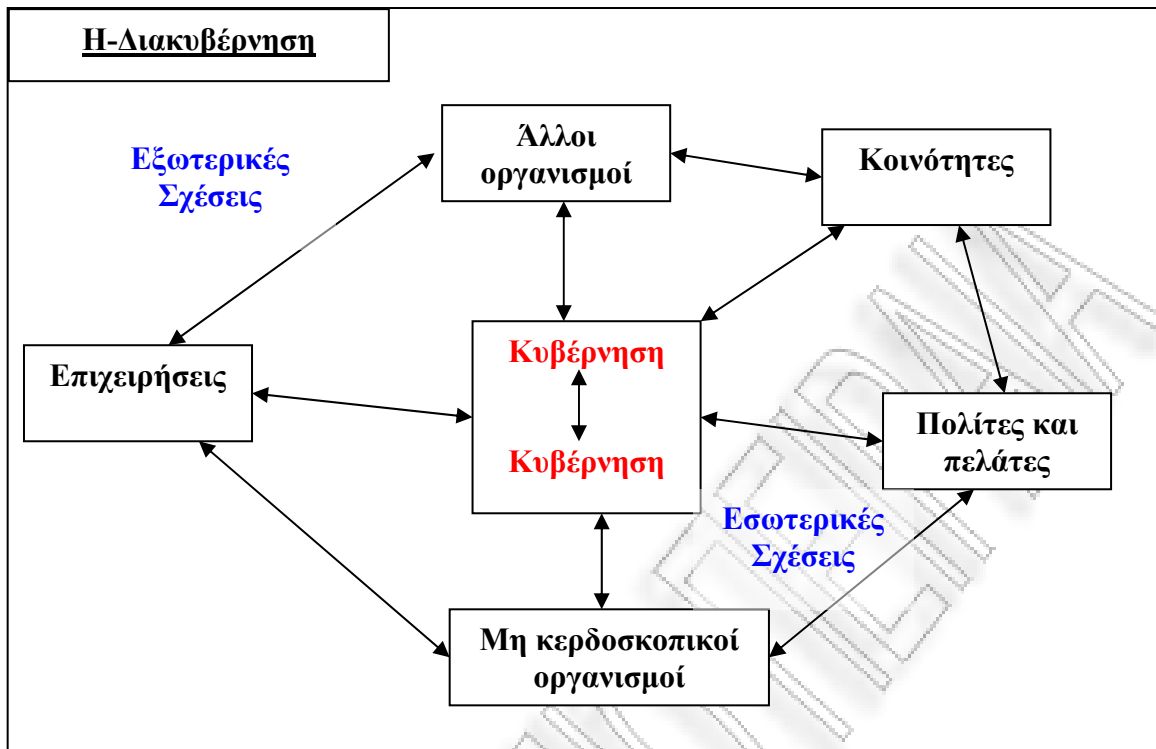 Η-Διακυβέρνηση
Άλλοι
οργανισμοί
Κοινότητες
Εξωτερικές
Σχέσεις
Κυβέρνηση
Κυβέρνηση
Επιχειρήσεις
Πολίτες και
πελάτες
Εσωτερικές
Σχέσεις
Μη κερδοσκοπικοί
οργανισμοί